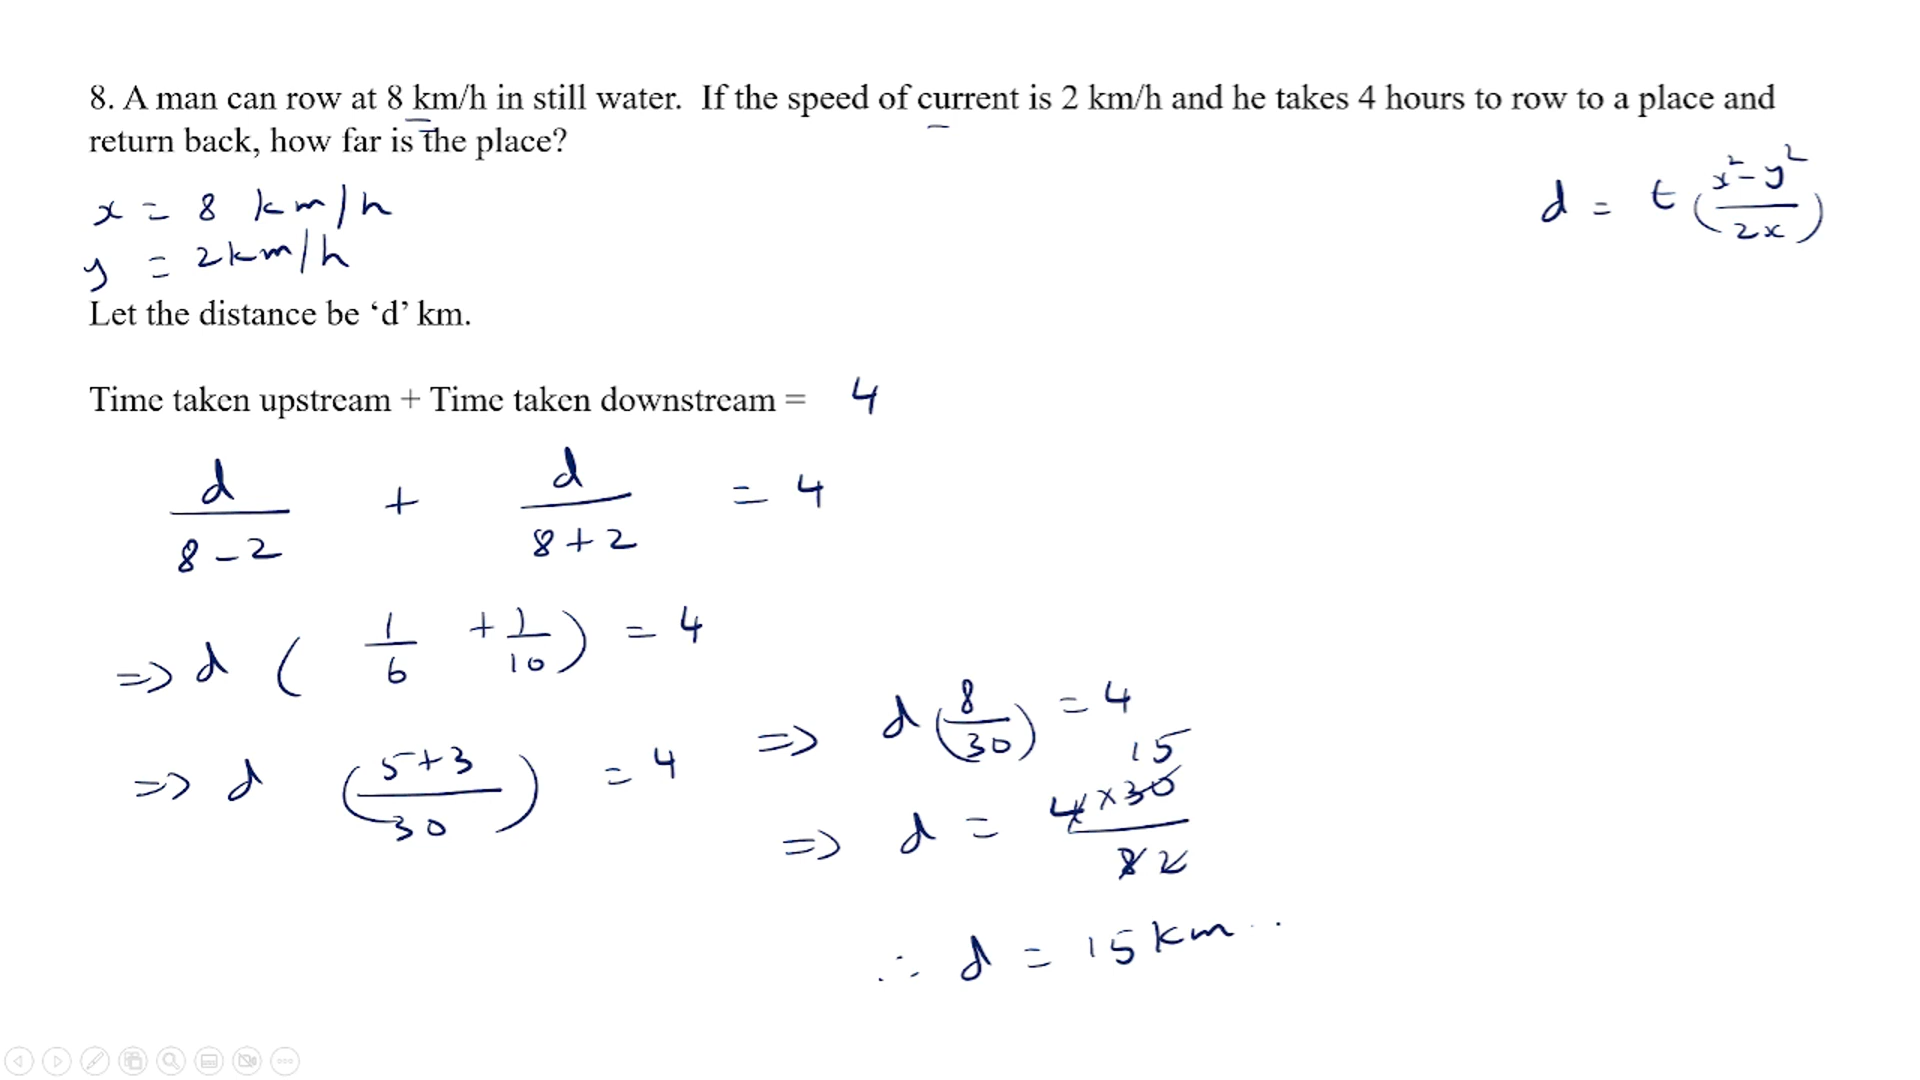 8. A man can row at 8 km/h in still water. If the speed of current is 2 km/h and he takes 4 hours to row to a place and
return back, how far is the place?
d = t (x² - y² / 2x)
x = 8 km/h
y = 2km/h
Let the distance be ‘d’ km.
Time taken upstream + Time taken downstream = 4
d / 8 - 2 + d / 8 + 2 = 4
=> d ( 1/6 + 1/10 ) = 4
=> d ( 5+3 / 30 ) = 4
=> d ( 8/30 ) = 4
15
=> d = 4 × 30 / 8 2
∴ d = 15 km